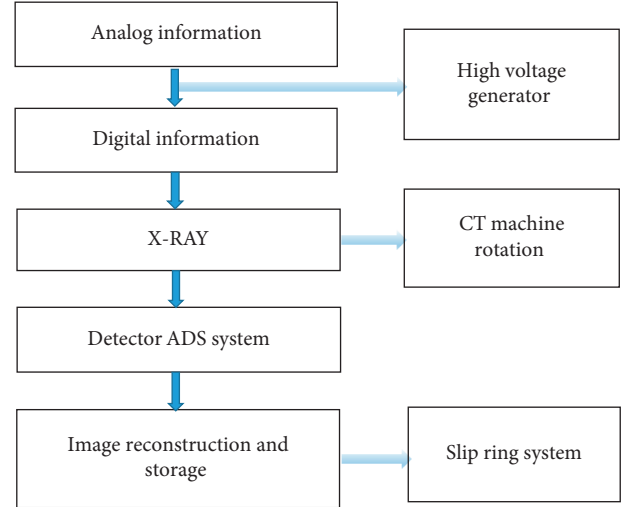 Analog information
High voltage
generator
Digital information
X-RAY
CT machine
rotation
Detector ADS system
Image reconstruction and
storage
Slip ring system